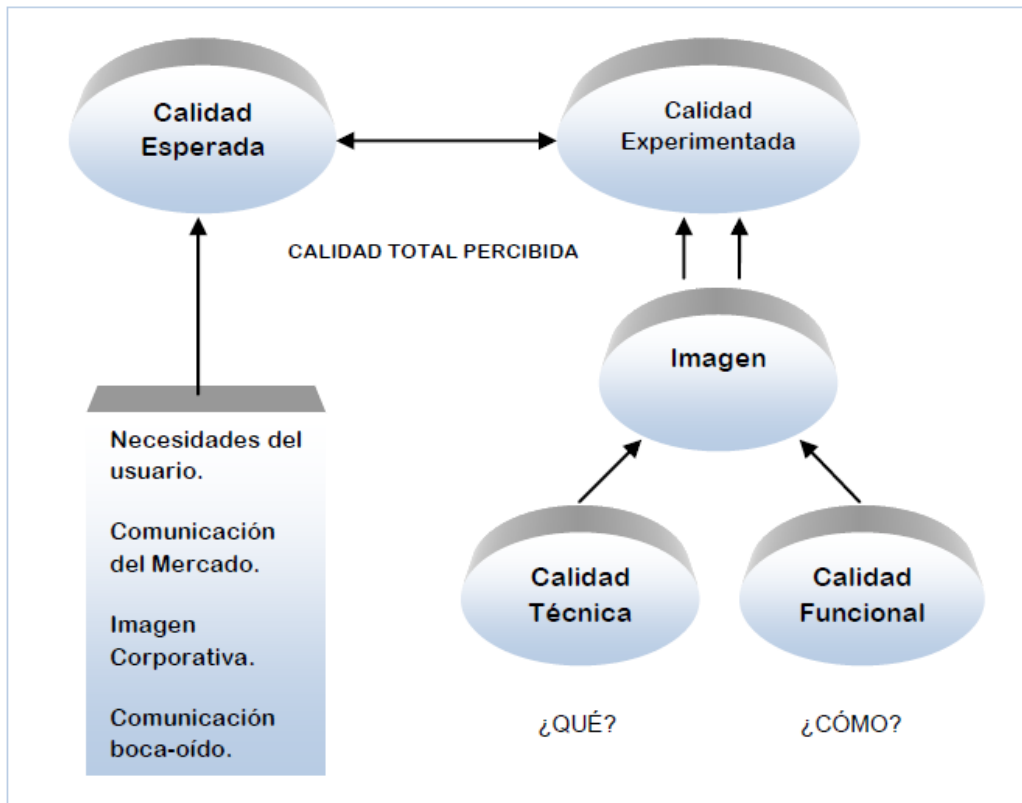 Calidad
Esperada
Calidad
Experimentada
CALIDAD TOTAL PERCIBIDA
Imagen
Necesidades del
usuario.
Comunicación
del Mercado.
Imagen
Corporativa.
Comunicación
boca-oído.
Calidad
Técnica
Calidad
Funcional
¿QUÉ?
¿CÓMO?